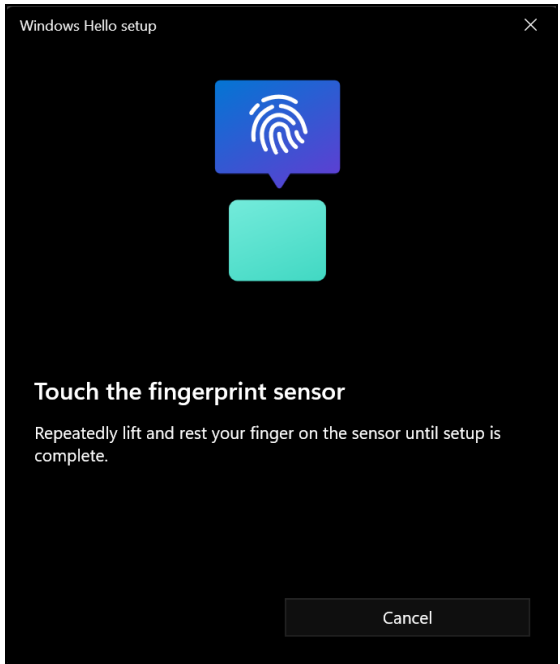 Windows Hello setup
Touch the fingerprint sensor
Repeatedly lift and rest your finger on the sensor until setup is
complete.
Cancel